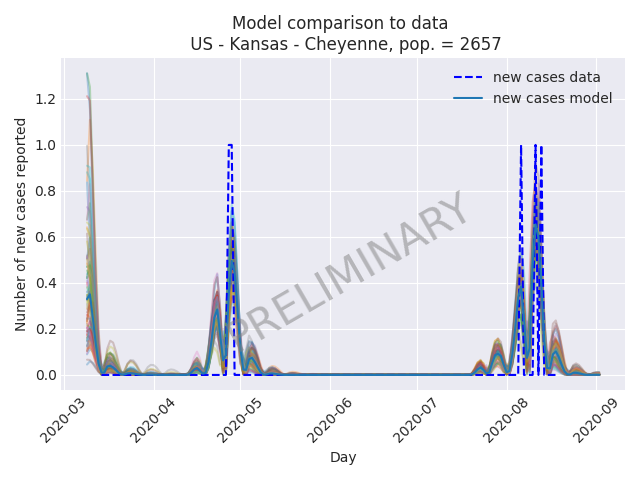 Model comparison to data
US - Kansas - Cheyenne, pop. = 2657
new cases data
new cases model
Number of new cases reported
1.2
1.0
0.8
0.6
0.4
0.2
0.0
PRELIMINARY
2020-03
2020-04
2020-05
2020-06
2020-07
2020-08
2020-09
Day